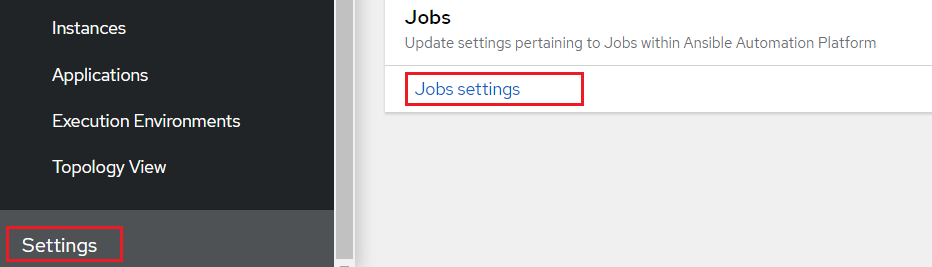 Instances
Applications
Execution Environments
Topology View
Settings
Jobs
Update settings pertaining to Jobs within Ansible Automation Platform
Jobs settings